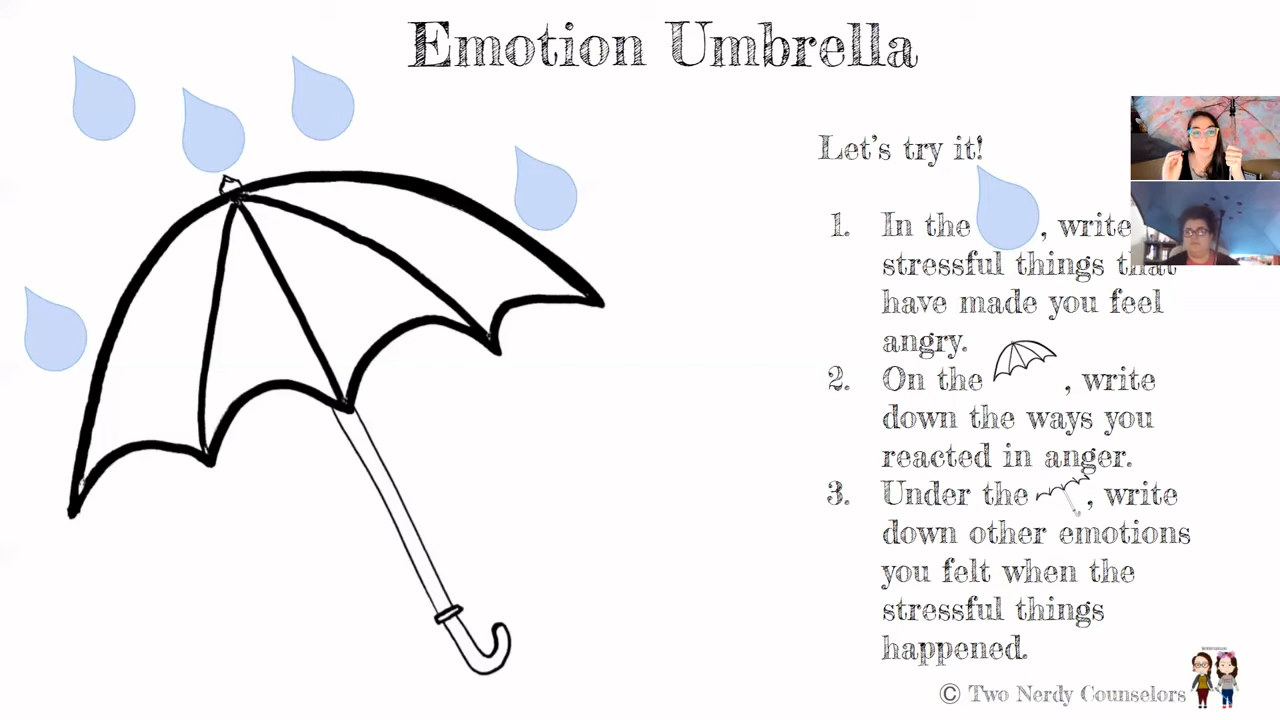 Emotion Umbrella
Let's try it!
1. In the , write
stressful things that
have made you feel
angry.
2. On the , write
down the ways you
reacted in anger.
3. Under the , write
down other emotions
you felt when the
stressful things
happened.
© Two Nerdy Counselors